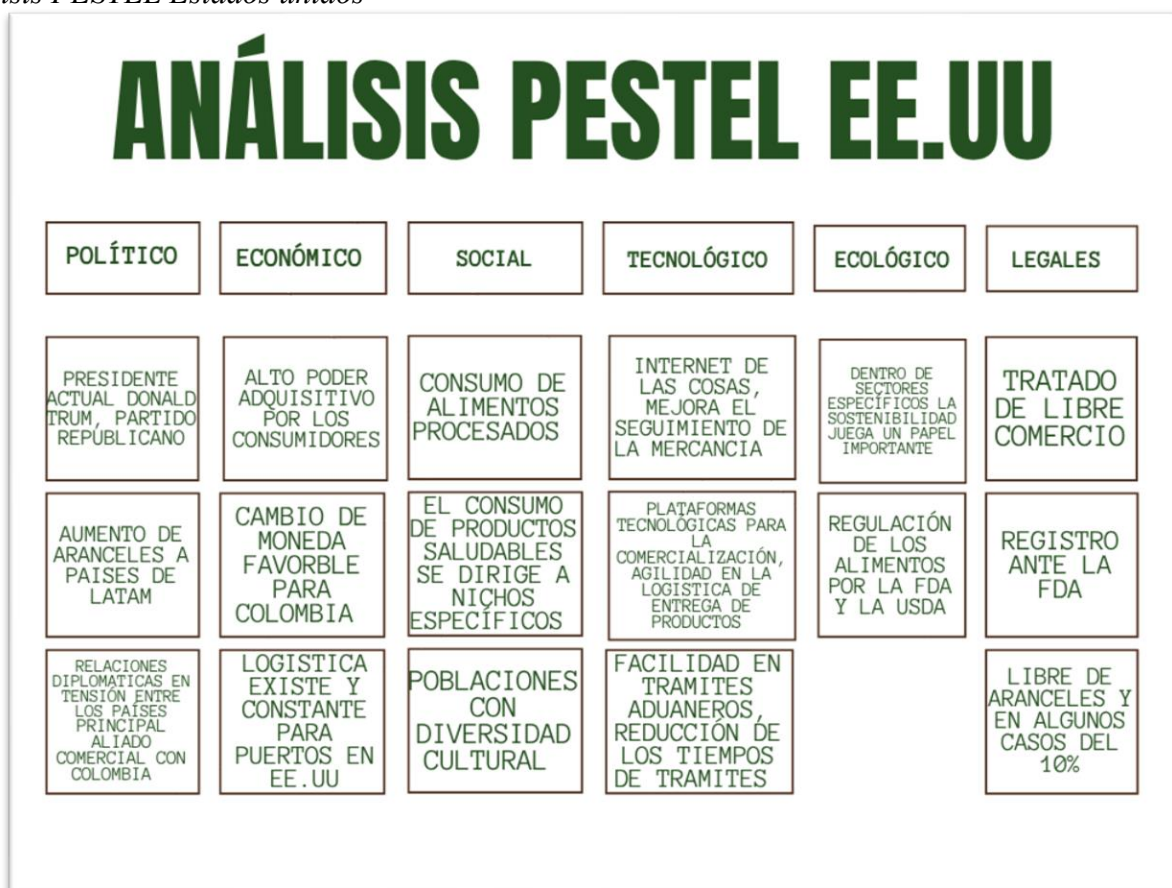 PESTEL Estados unidos
ANÁLISIS PESTEL EE.UU
POLÍTICO
ECONÓMICO
SOCIAL
TECNOLÓGICO
ECOLÓGICO
LEGALES
PRESIDENTE
ACTUAL DONALD
TRUM, PARTIDO
REPUBLICANO
ALTO PODER
ADQUISITIVO
POR LOS
CONSUMIDORES
CONSUMO DE
ALIMENTOS
PROCESADOS
INTERNET DE
LAS COSAS,
MEJORA EL
SEGUIMIENTO DE
LA MERCANCIA
DENTRO DE
SECTORES
ESPECÍFICOS LA
SOSTENIBILIDAD
JUEGA UN PAPEL
IMPORTANTE
TRATADO
DE LIBRE
COMERCIO
AUMENTO DE
ARANCELES A
PAISES DE
LATAM
CAMBIO DE
MONEDA
FAVORBLE
PARA
COLOMBIA
EL CONSUMO
DE PRODUCTOS
SALUDABLES
SE DIRIGE A
NICHOS
ESPECÍFICOS
PLATAFORMAS
TECNOLÓGICAS PARA
LA
COMERCIALIZACIÓN,
AGILIDAD EN LA
LOGISTICA DE
ENTREGA DE
PRODUCTOS
REGULACIÓN
DE LOS
ALIMENTOS
POR LA FDA
Y LA USDA
REGISTRO
ANTE LA
FDA
RELACIONES
DIPLOMATICAS EN
TENSIÓN ENTRE
LOS PAÍSES
PRINCIPAL
ALIADO
COMERCIAL CON
COLOMBIA
LOGISTICA
EXISTE Y
CONSTANTE
PARA
PUERTOS EN
EE.UU
POBLACIONES
CON
DIVERSIDAD
CULTURAL
FACILIDAD EN
TRAMITES
ADUANEROS,
REDUCCIÓN DE
LOS TIEMPOS
DE TRAMITES
LIBRE DE
ARANCELES Y
EN ALGUNOS
CASOS DEL
10%